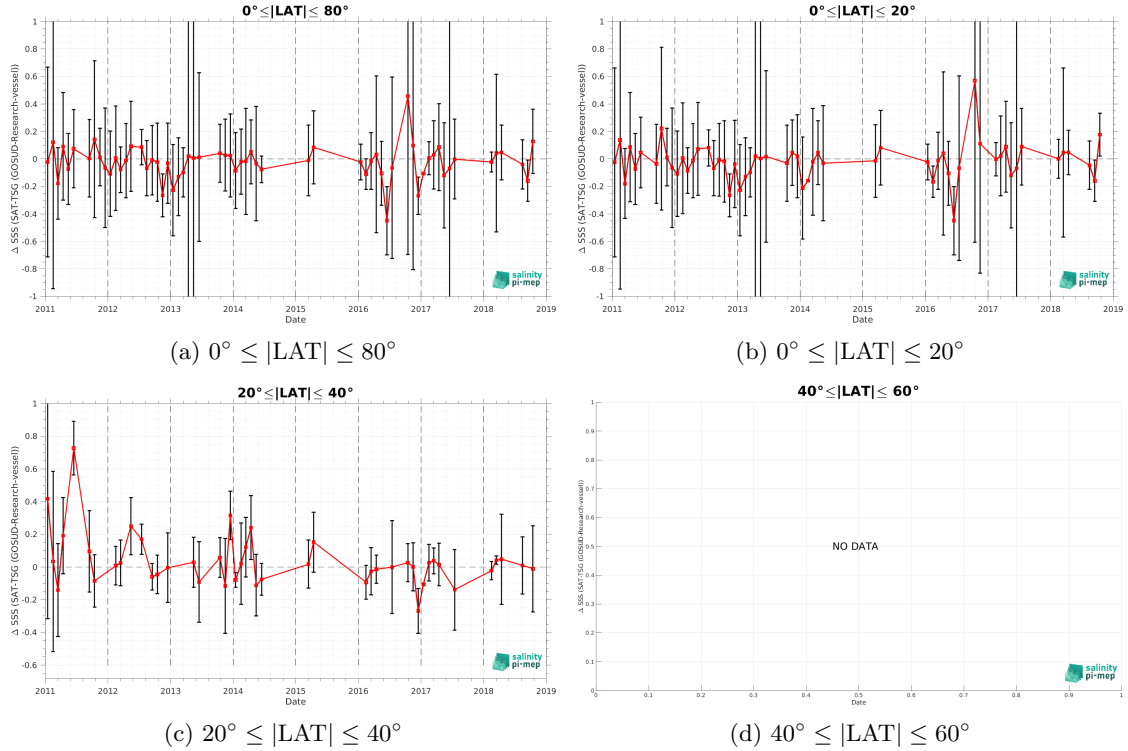 0°≤|LAT|≤ 80°
Δ SSS (SAT-TSG (GOSUD-Research-vessel))
1
0.8
0.6
0.4
0.2
0
-0.2
-0.4
-0.6
-0.8
-1
2011 2012 2013 2014 2015 2016 2017 2018 2019
Date
salinity
pi-mep
(a) 0° ≤ |LAT| ≤ 80°
0°≤|LAT|≤ 20°
Δ SSS (SAT-TSG (GOSUD-Research-vessel))
1
0.8
0.6
0.4
0.2
0
-0.2
-0.4
-0.6
-0.8
-1
2011 2012 2013 2014 2015 2016 2017 2018 2019
Date
salinity
pi-mep
(b) 0° ≤ |LAT| ≤ 20°
20°≤|LAT|≤ 40°
Δ SSS (SAT-TSG (GOSUD-Research-vessel))
1
0.8
0.6
0.4
0.2
0
-0.2
-0.4
-0.6
2011 2012 2013 2014 2015 2016 2017 2018 2019
Date
salinity
pi-mep
(c) 20° ≤ |LAT| ≤ 40°
40°≤|LAT|≤ 60°
Δ SSS (SAT-TSG (GOSUD-Research-vessel))
1
0.9
0.8
0.7
0.6
0.5
0.4
0.3
0.2
0.1
0
NO DATA
0 0.1 0.2 0.3 0.4 0.5 0.6 0.7 0.8 0.9 1
Date
salinity
pi-mep
(d) 40° ≤ |LAT| ≤ 60°